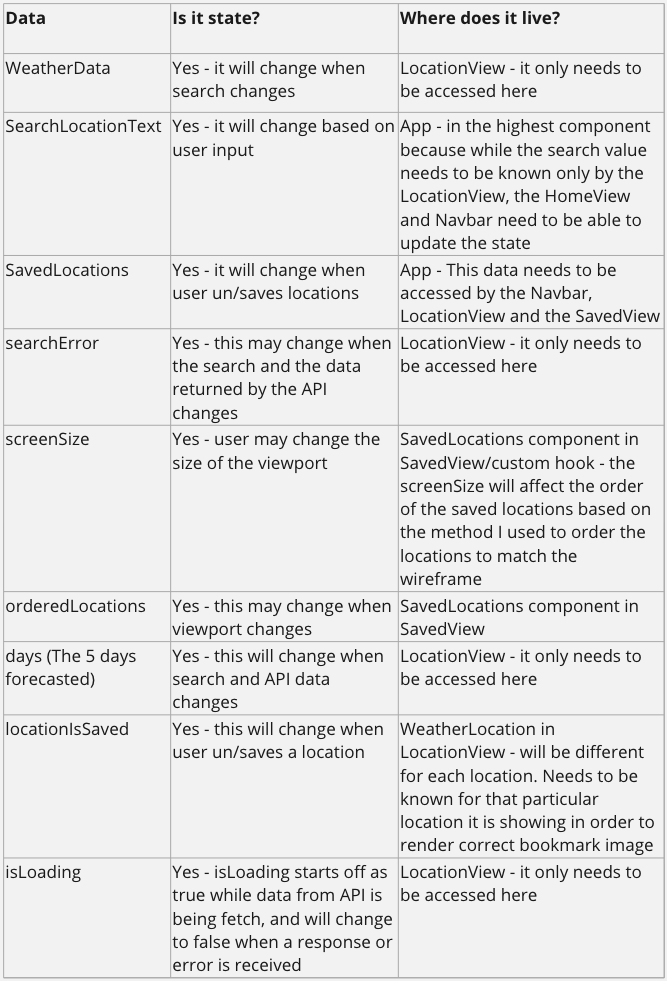 Data
Is it state?
Where does it live?
WeatherData
Yes - it will change when
search changes
LocationView - it only needs to
be accessed here
SearchLocationText
Yes - it will change based on
user input
App - in the highest component
because while the search value
needs to be known only by the
LocationView, the HomeView
and Navbar need to be able to
update the state
SavedLocations
Yes - it will change when
user un/saves locations
App - This data needs to be
accessed by the Navbar,
LocationView and the SavedView
searchError
Yes - this may change when
the search and the data
returned by the API
changes
LocationView - it only needs to
be accessed here
screenSize
Yes - user may change the
size of the viewport
SavedLocations component in
SavedView/custom hook - the
screenSize will affect the order
of the saved locations based on
the method I used to order the
locations to match the
wireframe
orderedLocations
Yes - this may change when
viewport changes
SavedLocations component in
SavedView
days (The 5 days
forecasted)
Yes - this will change when
search and API data
changes
LocationView - it only needs to
be accessed here
locationIsSaved
Yes - this will change when
user un/saves a location
WeatherLocation in
LocationView - will be different
for each location. Needs to be
known for that particular
location it is showing in order to
render correct bookmark image
isLoading
Yes - isLoading starts off as
true while data from API is
being fetch, and will change
to false when a response or
error is received
LocationView - it only needs to
be accessed here